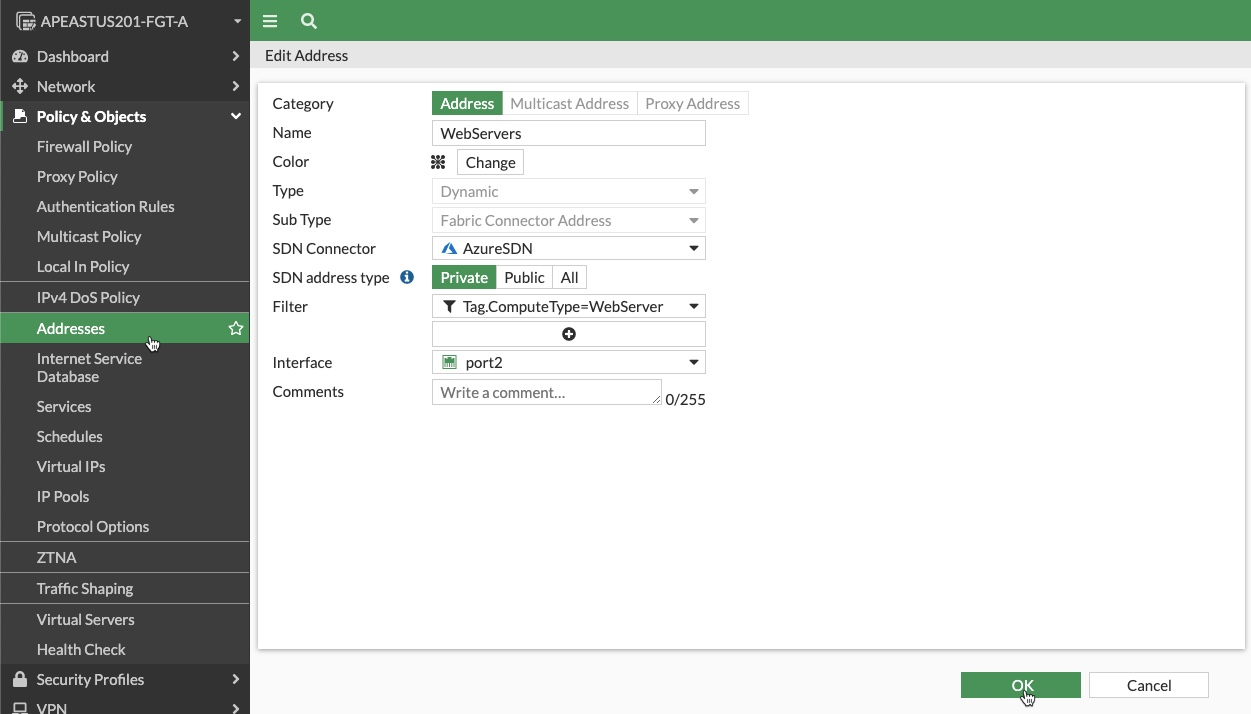 APEASTUS201-FGT-A
Dashboard
Network
Policy & Objects
Firewall Policy
Proxy Policy
Authentication Rules
Multicast Policy
Local In Policy
IPv4 DoS Policy
Addresses
Internet Service
Database
Services
Schedules
Virtual IPs
IP Pools
Protocol Options
ZTNA
Traffic Shaping
Virtual Servers
Health Check
Security Profiles
VPN
Edit Address
Category Address Multicast Address Proxy Address
Name WebServers
Color Change
Type Dynamic
Sub Type Fabric Connector Address
SDN Connector AzureSDN
SDN address type Private Public All
Filter Tag.ComputeType=WebServer
Interface port2
Comments Write a comment... 0/255
OK Cancel